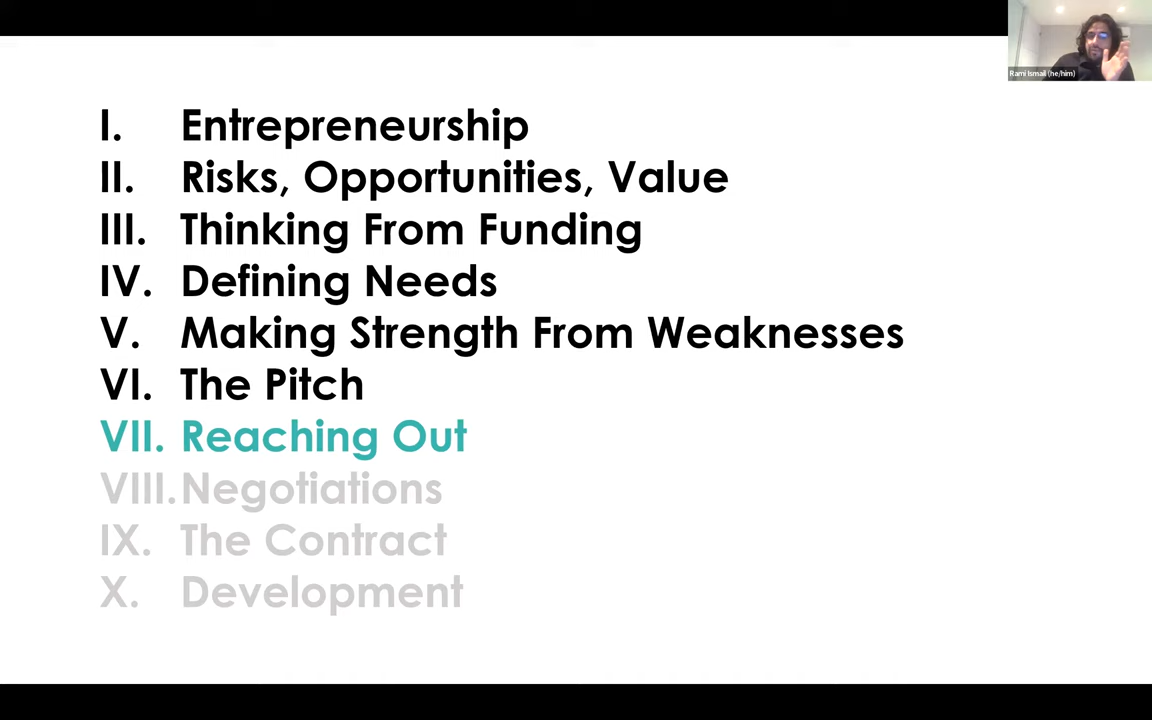 Rami Ismail (he/him)
I. Entrepreneurship
II. Risks, Opportunities, Value
III. Thinking From Funding
IV. Defining Needs
V. Making Strength From Weaknesses
VI. The Pitch
VII. Reaching Out
VIII. Negotiations
IX. The Contract
X. Development